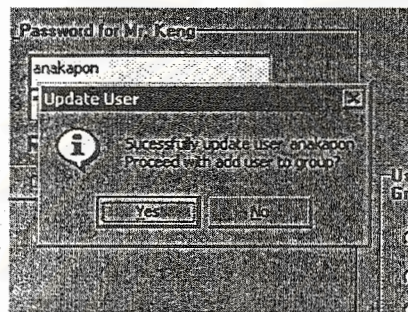 Password for Mr. Keng
anakapon
Update User
Sucessfully update user anakapon
Proceed with add user to group?
Yes
No